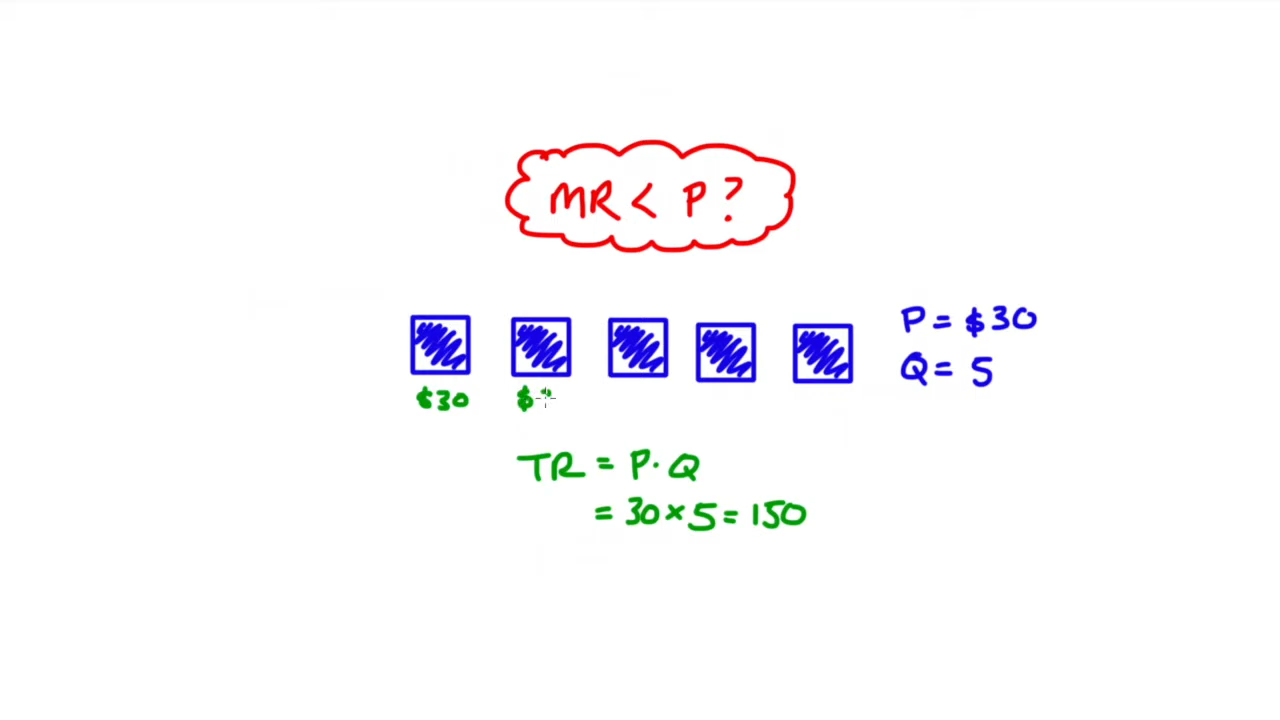 MR < P?
P = $30
Q = 5
$30 $
TR = P · Q
= 30 × 5 = 150